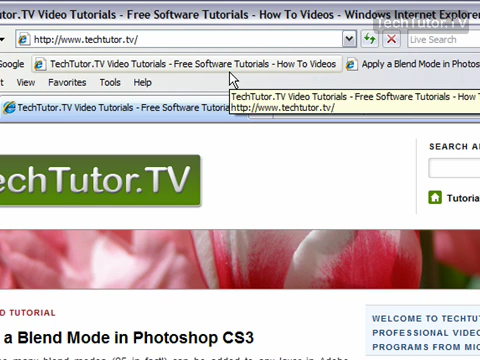 tor.TV Video Tutorials - Free Software Tutorials - How To Videos - Windows Internet Explorer
TechTutor.TV
http://www.techtutor.tv/
Live Search
Google
TechTutor.TV Video Tutorials - Free Software Tutorials - How To Videos
Apply a Blend Mode in Photos
t View Favorites Tools Help
TechTutor.TV Video Tutorials - Free Software Tutoria
TechTutor.TV Video Tutorials - Free Software Tutorials - How T
http://www.techtutor.tv/
echTutor.TV
SEARCH A
Tutoria
D TUTORIAL
a Blend Mode in Photoshop CS3
WELCOME TO TECHTU
PROFESSIONAL VIDEO
PROGRAMS FROM MIC